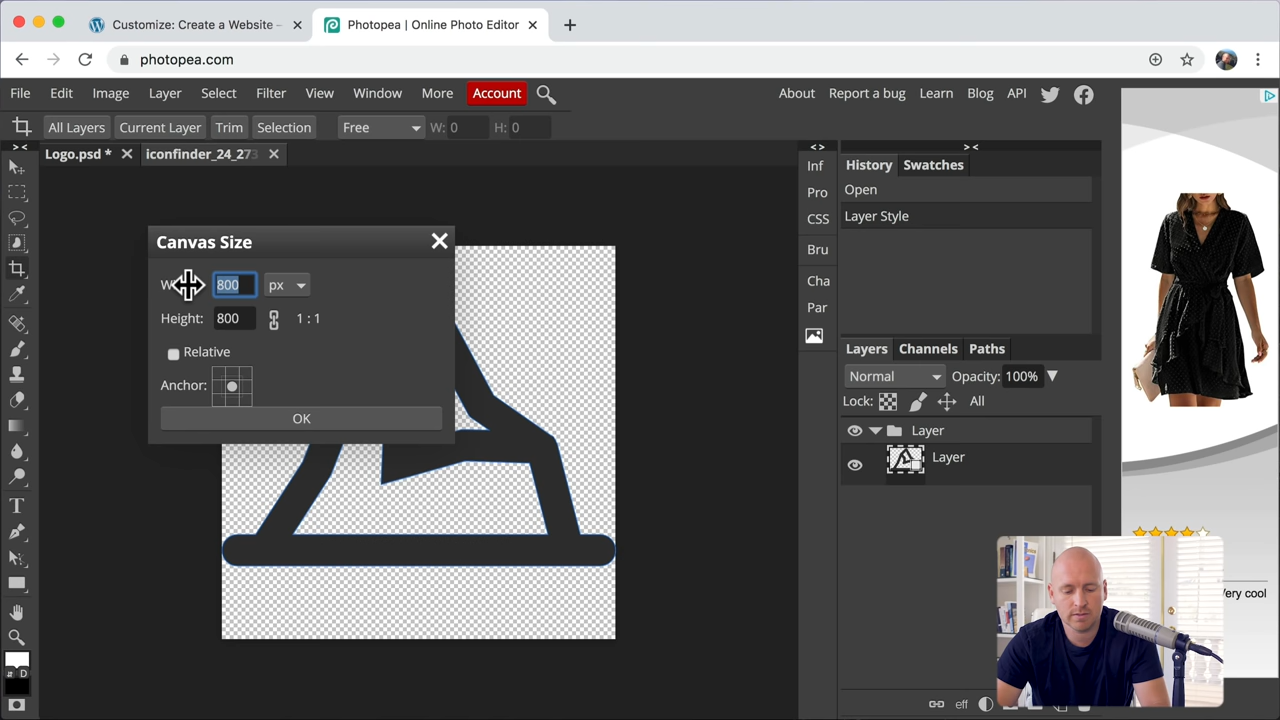 Customize: Create a Website –
Photopea | Online Photo Editor
photopea.com
File Edit Image Layer Select Filter View Window More Account About Report a bug Learn Blog API
All Layers Current Layer Trim Selection Free W: 0 H: 0
Logo.psd * iconfinder_24_273
> < < > > <
Inf
Pro
CSS
Bru
Cha
Par
History Swatches
Open
Layer Style
Canvas Size
800 px
Height: 800 1 : 1
Relative
Anchor:
OK
Layers Channels Paths
Normal Opacity: 100%
Lock: All
Layer
Layer
D
eff
Very cool